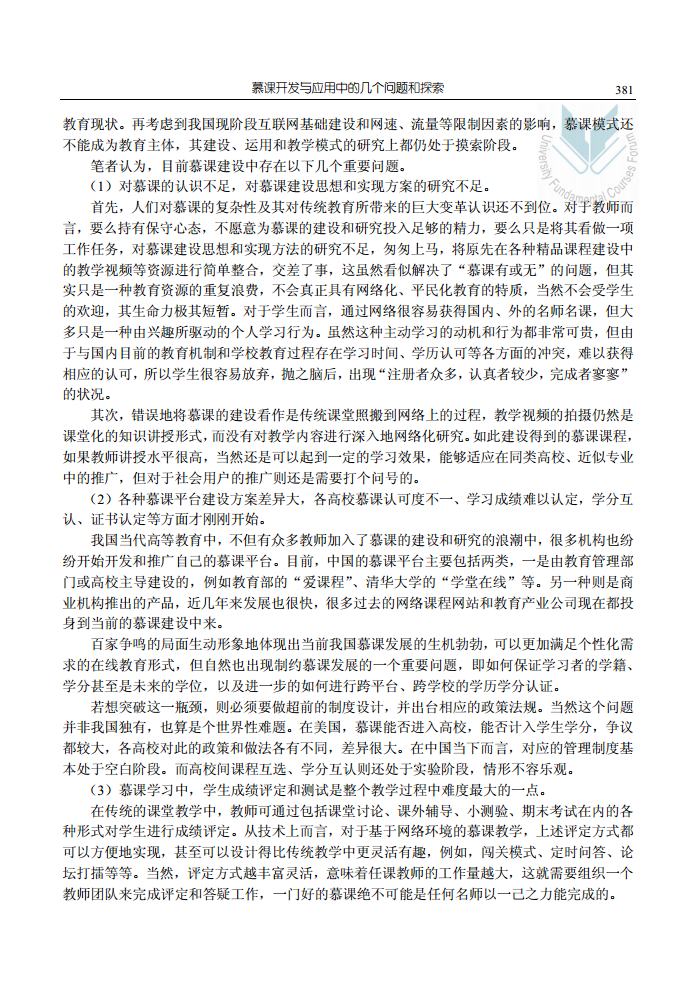 慕课开发与应用中的几个问题和探索 381
教育现状。再考虑到我国现阶段互联网基础建设和网速、流量等限制因素的影响，慕课模式还
不能成为教育主体，其建设、运用和教学模式的研究上都仍处于摸索阶段。
笔者认为，目前慕课建设中存在以下几个重要问题。
（1）对慕课的认识不足，对慕课建设思想和实现方案的研究不足。
首先，人们对慕课的复杂性及其对传统教育所带来的巨大变革认识还不到位。对于教师而
言，要么持有保守心态，不愿意为慕课的建设和研究投入足够的精力，要么只是将其看做一项
工作任务，对慕课建设思想和实现方法的研究不足，匆匆上马，将原先在各种精品课程建设中
的教学视频等资源进行简单整合，交差了事，这虽然看似解决了“慕课有或无”的问题，但其
实只是一种教育资源的重复浪费，不会真正具有网络化、平民化教育的特质，当然不会受学生
的欢迎，其生命力极其短暂。对于学生而言，通过网络很容易获得国内、外的名师名课，但大
多只是一种由兴趣所驱动的个人学习行为。虽然这种主动学习的动机和行为都非常可贵，但由
于与国内目前的教育机制和学校教育过程存在学习时间、学历认可等各方面的冲突，难以获得
相应的认可，所以学生很容易放弃，抛之脑后，出现“注册者众多，认真者较少，完成者寥寥”
的状况。
其次，错误地将慕课的建设看作是传统课堂照搬到网络上的过程，教学视频的拍摄仍然是
课堂化的知识讲授形式，而没有对教学内容进行深入地网络化研究。如此建设得到的慕课课程，
如果教师讲授水平很高，当然还是可以起到一定的学习效果，能够适应在同类高校、近似专业
中的推广，但对于社会用户的推广则还是需要打个问号的。
（2）各种慕课平台建设方案差异大，各高校慕课认可度不一、学习成绩难以认定，学分互
认、证书认定等方面才刚刚开始。
我国当代高等教育中，不但有众多教师加入了慕课的建设和研究的浪潮中，很多机构也纷
纷开始开发和推广自己的慕课平台。目前，中国的慕课平台主要包括两类，一是由教育管理部
门或高校主导建设的，例如教育部的“爱课程”、清华大学的“学堂在线”等。另一种则是商
业机构推出的产品，近几年来发展也很快，很多过去的网络课程网站和教育产业公司现在都投
身到当前的慕课建设中来。
百家争鸣的局面生动形象地体现出当前我国慕课发展的生机勃勃，可以更加满足个性化需
求的在线教育形式，但自然也出现制约慕课发展的一个重要问题，即如何保证学习者的学籍、
学分甚至是未来的学位，以及进一步的如何进行跨平台、跨学校的学历学分认证。
若想突破这一瓶颈，则必须要做超前的制度设计，并出台相应的政策法规。当然这个问题
并非我国独有，也算是个世界性难题。在美国，慕课能否进入高校，能否计入学生学分，争议
都较大，各高校对此的政策和做法各有不同，差异很大。在中国当下而言，对应的管理制度基
本处于空白阶段。而高校间课程互选、学分互认则还处于实验阶段，情形不容乐观。
（3）慕课学习中，学生成绩评定和测试是整个教学过程中难度最大的一点。
在传统的课堂教学中，教师可通过包括课堂讨论、课外辅导、小测验、期末考试在内的各
种形式对学生进行成绩评定。从技术上而言，对于基于网络环境的慕课教学，上述评定方式都
可以方便地实现，甚至可以设计得比传统教学中更灵活有趣，例如，闯关模式、定时问答、论
坛打擂等等。当然，评定方式越丰富灵活，意味着任课教师的工作量越大，这就需要组织一个
教师团队来完成评定和答疑工作，一门好的慕课绝不可能是任何名师以一己之力能完成的。
University Fundamental Courses Forum